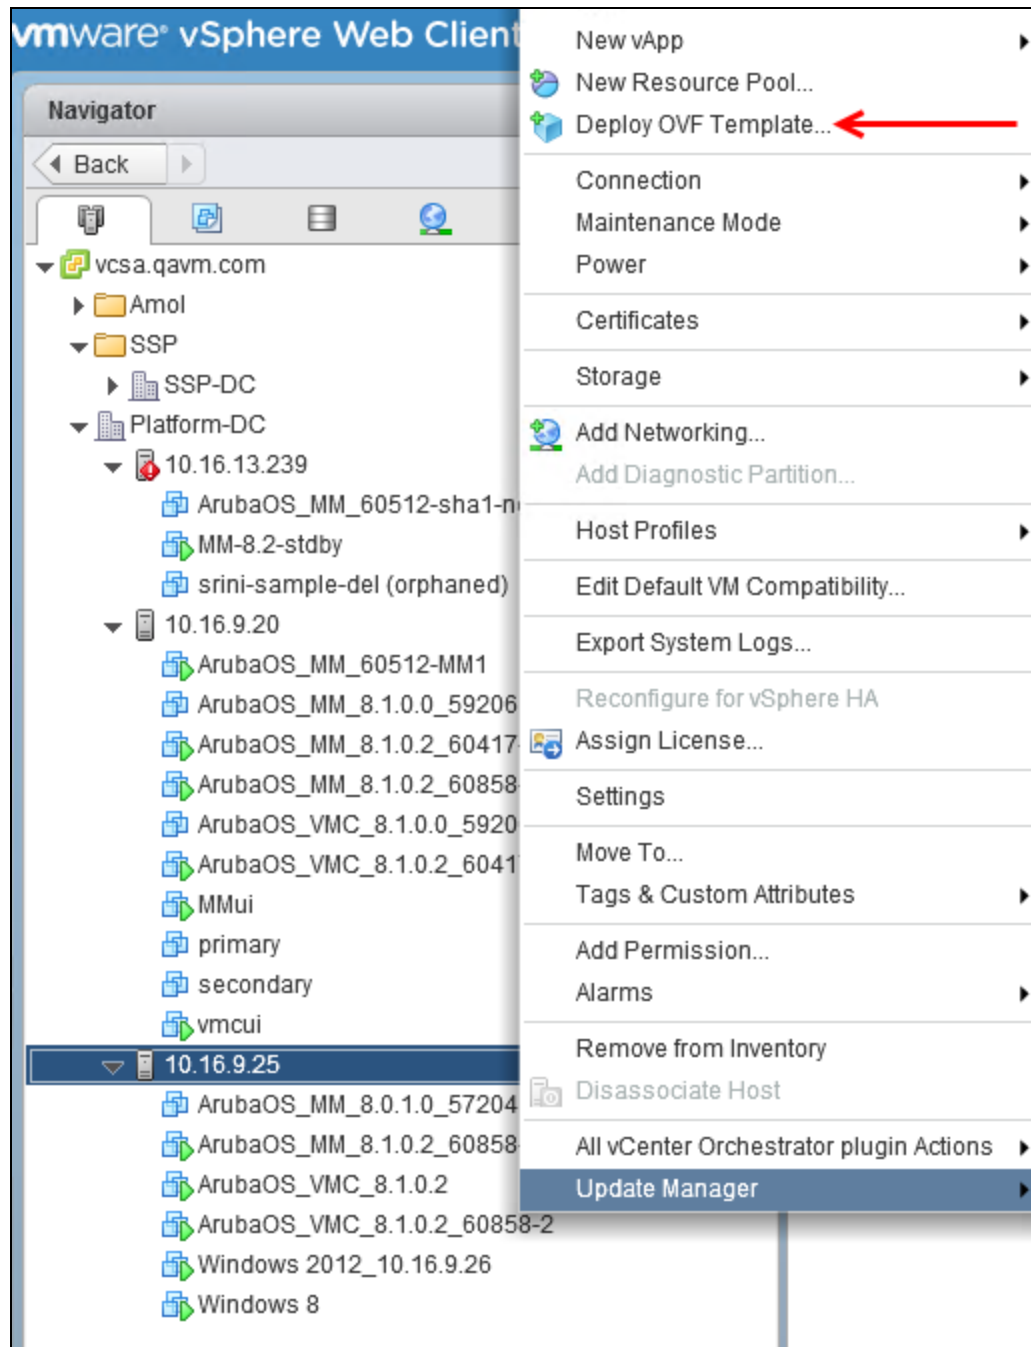 vmware® vSphere Web Client
Navigator
Back
vcsa.qavm.com
Amol
SSP
SSP-DC
Platform-DC
10.16.13.239
ArubaOS_MM_60512-sha1-n
MM-8.2-stdby
srini-sample-del (orphaned)
10.16.9.20
ArubaOS_MM_60512-MM1
ArubaOS_MM_8.1.0.0_59206
ArubaOS_MM_8.1.0.2_60417
ArubaOS_MM_8.1.0.2_60858-
ArubaOS_VMC_8.1.0.0_5920
ArubaOS_VMC_8.1.0.2_6041
MMui
primary
secondary
vmcui
10.16.9.25
ArubaOS_MM_8.0.1.0_57204
ArubaOS_MM_8.1.0.2_60858-
ArubaOS_VMC_8.1.0.2
ArubaOS_VMC_8.1.0.2_60858-2
Windows 2012_10.16.9.26
Windows 8
New vApp
New Resource Pool...
Deploy OVF Template...
Connection
Maintenance Mode
Power
Certificates
Storage
Add Networking...
Add Diagnostic Partition...
Host Profiles
Edit Default VM Compatibility...
Export System Logs...
Reconfigure for vSphere HA
Assign License...
Settings
Move To...
Tags & Custom Attributes
Add Permission...
Alarms
Remove from Inventory
Disassociate Host
All vCenter Orchestrator plugin Actions
Update Manager